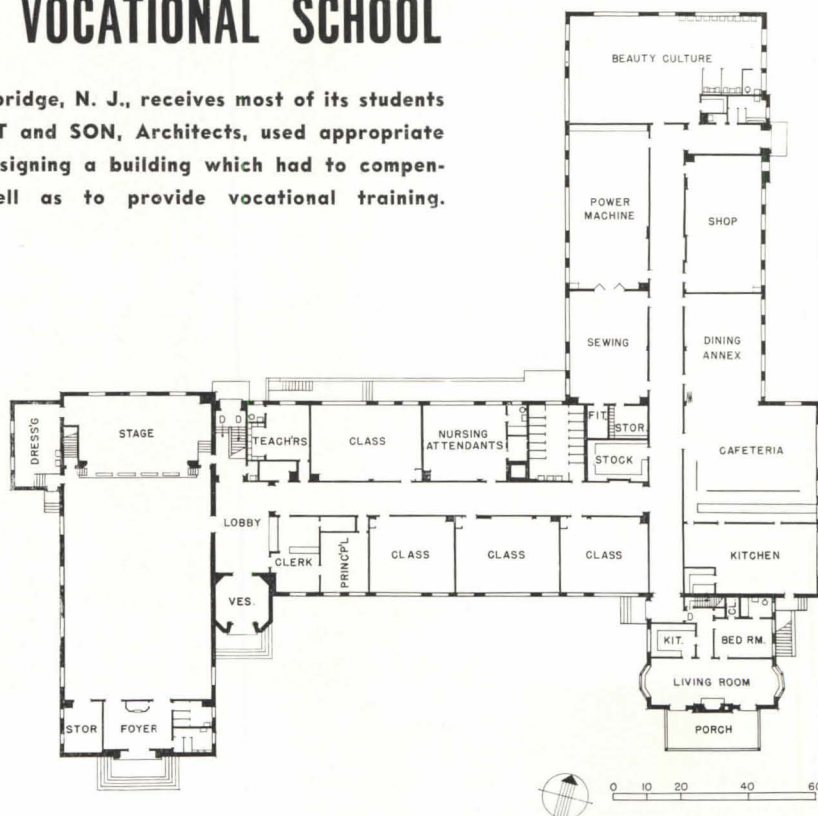 VOCATIONAL SCHOOL
bridge, N. J., receives most of its students
T and SON, Architects, used appropriate
signing a building which had to compen-
ell as to provide vocational training.
BEAUTY CULTURE
POWER
MACHINE
SHOP
SEWING
DINING
ANNEX
FIT.
STOR.
STOCK
CAFETERIA
KITCHEN
DRESS'G
STAGE
D D
TEACH'RS
CLASS
NURSING
ATTENDANTS
LOBBY
CLERK
PRINCP'L
CLASS
CLASS
CLASS
VES.
D
CL
KIT.
BED RM.
LIVING ROOM
PORCH
STOR
FOYER
0 10 20 40 60